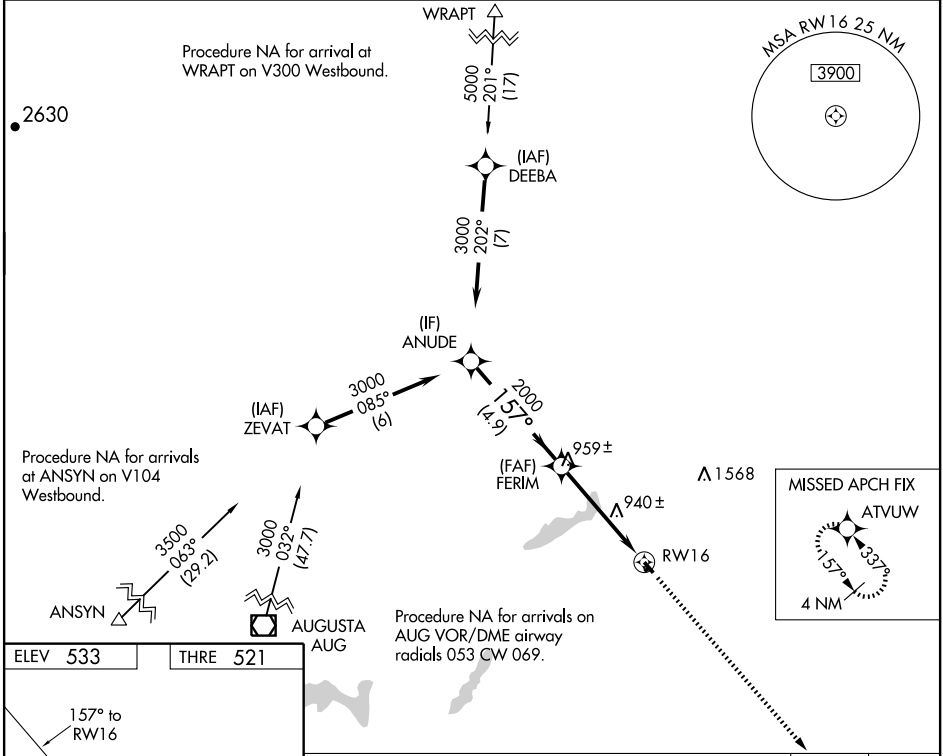 WRAPT
Procedure NA for arrival at
WRAPT on V300 Westbound.
5000
201°
(17)
MSA RW16 25 NM
3900
2630
(IAF)
DEEBA
3000
202°
(7)
(IF)
ANUDE
3000
085°
(6)
(IAF)
ZEVAT
2000
157°
(4.9)
959±
(FAF)
FERIM
940±
1568
RW16
Procedure NA for arrivals
at ANSYN on V104
Westbound.
3500
063°
(29.2)
ANSYN
3000
032°
(47.7)
AUGUSTA
AUG
Procedure NA for arrivals on
AUG VOR/DME airway
radials 053 CW 069.
MISSED APCH FIX
ATVUW
157°
337°
4 NM
ELEV 533
THRE 521
157° to
RW16